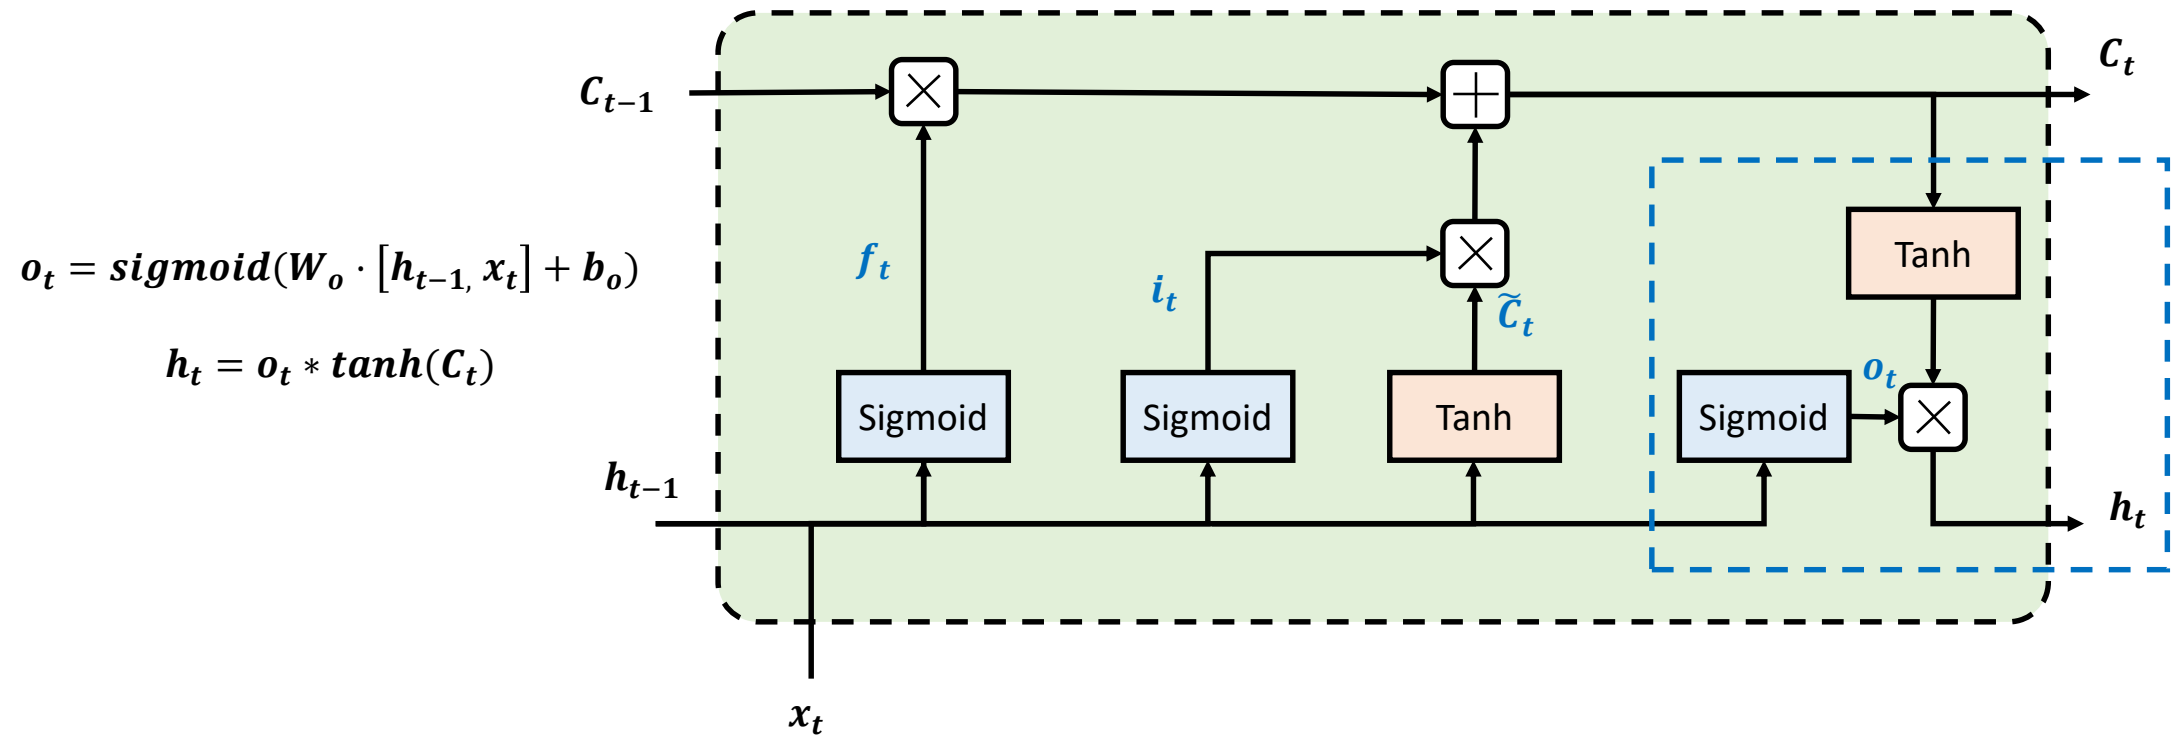 C_t
C_{t−1}
f_t
o_t = sigmoid(W_o · [h_{t−1,} x_t] + b_o)
Tanh
i_t
C̃_t
h_t = o_t ∗ tanh(C_t)
o_t
Sigmoid
Sigmoid
Tanh
Sigmoid
h_{t−1}
h_t
x_t